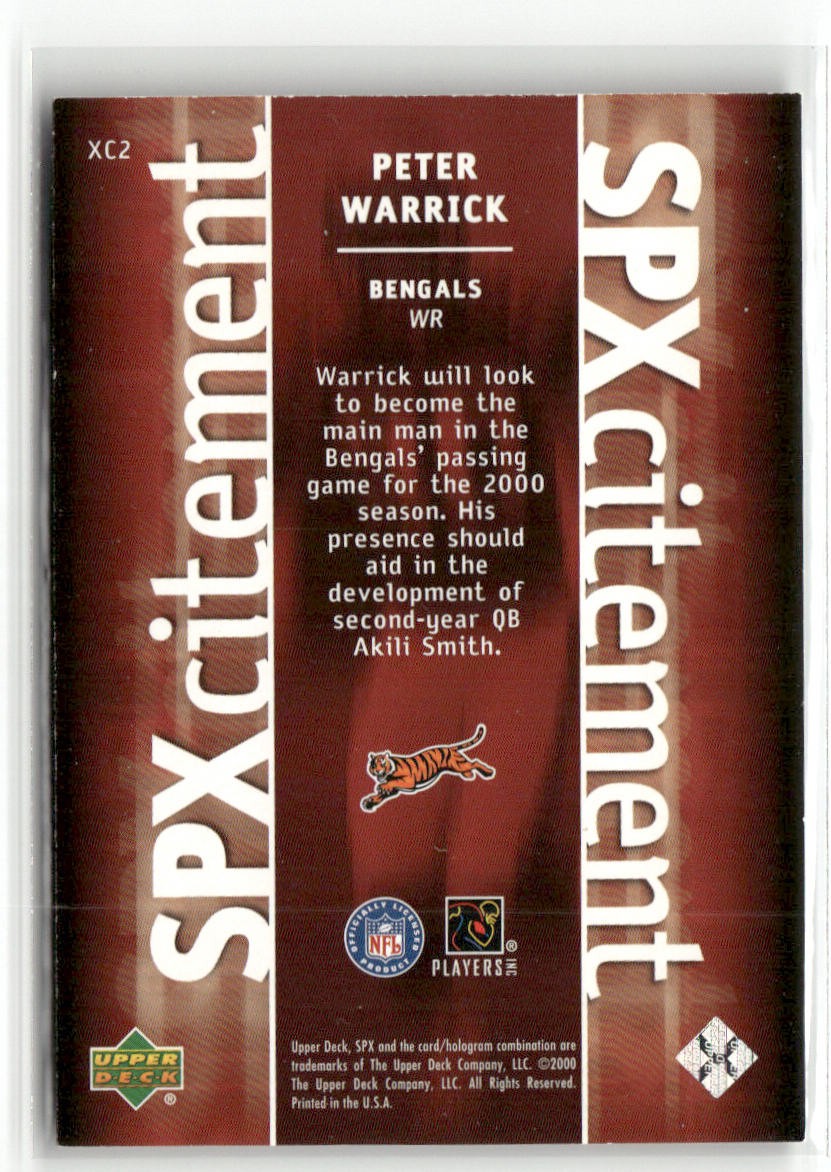 XC2
SPXcitement
PETER
WARRICK
BENGALS
WR
Warrick will look
to become the
main man in the
Bengals' passing
game for the 2000
season. His
presence should
aid in the
development of
second-year QB
Akili Smith.
SPXcitement
OFFICIALLY LICENSED
NFL
PRODUCT
PLAYERS INC ®
UPPER
DECK
®
Upper Deck, SPX and the card/hologram combination are
trademarks of The Upper Deck Company, LLC. ©2000
The Upper Deck Company, LLC. All Rights Reserved.
Printed in the U.S.A.